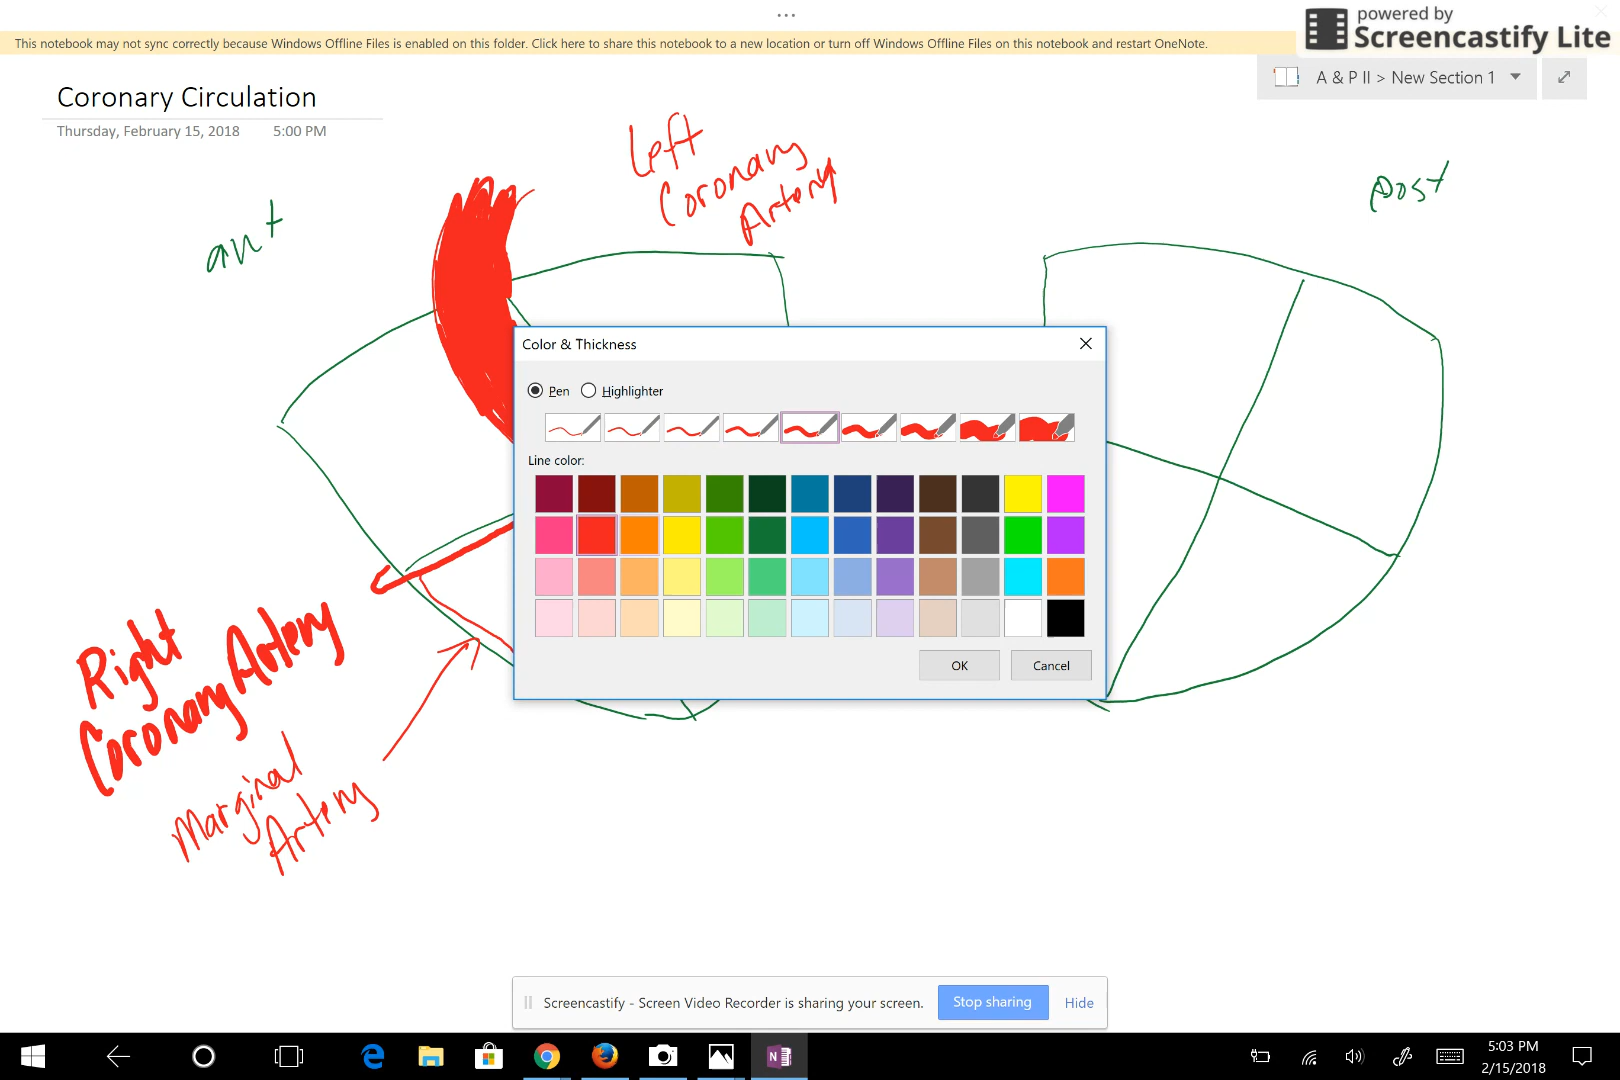 ...
powered by
Screencastify Lite
This notebook may not sync correctly because Windows Offline Files is enabled on this folder. Click here to share this notebook to a new location or turn off Windows Offline Files on this notebook and restart OneNote.
A & P II > New Section 1
Coronary Circulation
Thursday, February 15, 2018 5:00 PM
Left
Coronary
Artery
ant
post
Color & Thickness
Pen Highlighter
Line color:
OK Cancel
Right
Coronary Artery
Marginal
Artery
Screencastify - Screen Video Recorder is sharing your screen. Stop sharing Hide
5:03 PM
2/15/2018